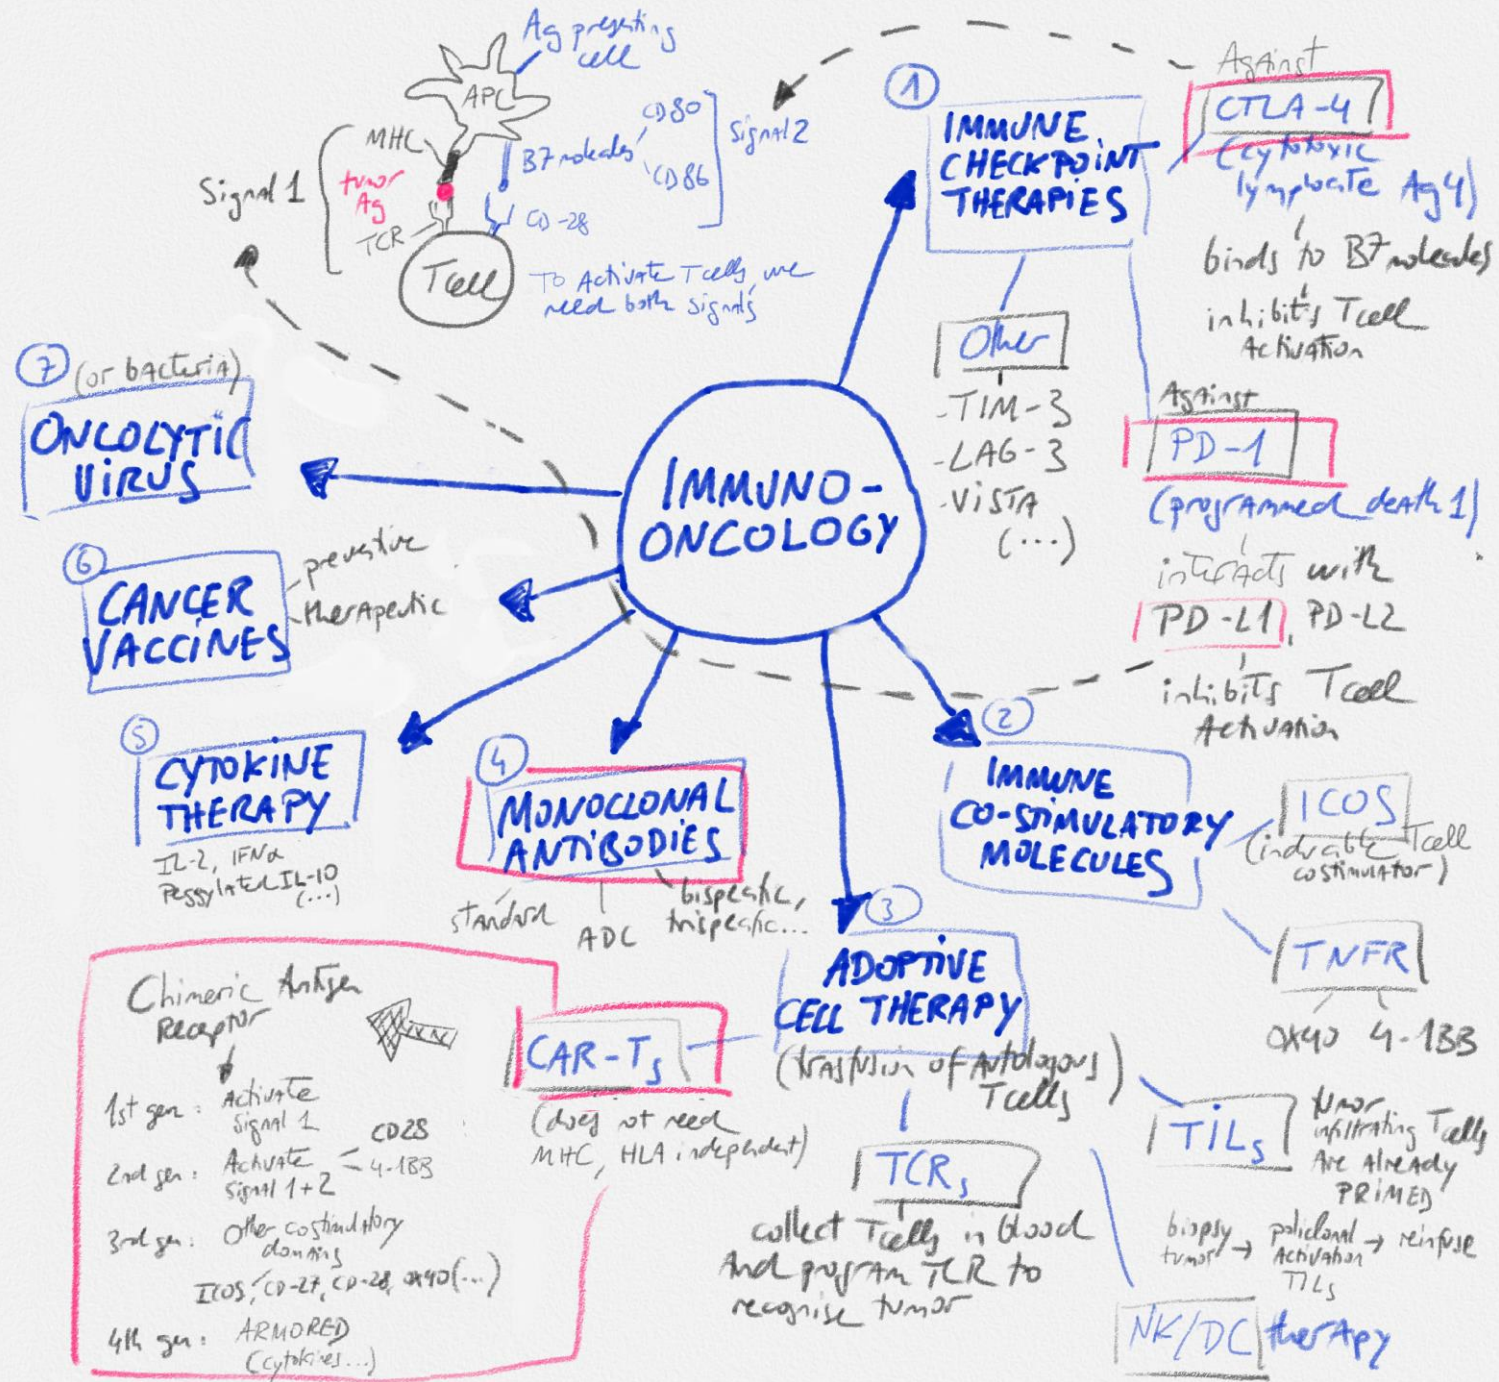 Ag presenting
cell
APC
MHC
tumor
Ag
TCR
Signal 1
B7 molecules
CD80
CD86
Signal 2
CD-28
T cell
To Activate T cells, we
need both signals
IMMUNO-
ONCOLOGY
1
IMMUNE
CHECKPOINT
THERAPIES
Against
CTLA-4
(cytotoxic
lymphocite Ag 4)
binds to B7 molecules
inhibits T cell
Activation
Other
-TIM-3
-LAG-3
-VISTA
(...)
Against
PD-1
(programmed death 1)
interacts with
PD-L1, PD-L2
inhibits T cell
Activation
2
IMMUNE
CO-STIMULATORY
MOLECULES
ICOS
(inducible T cell
costimulator)
TNFR
OX40 4-1BB
3
ADOPTIVE
CELL THERAPY
(trasfusion of Autologous
T cells)
CAR-Ts
(does not need
MHC, HLA independent)
TCRs
collect T cells in blood
And program TCR to
recognise tumor
TILs
tumor
infiltrating T cells
Are Already
PRIMED
biopsy
tumor → policlonal
Activation
TILs → reinfuse
NK/DC therapy
Chimeric Antigen
Receptor
1st gen: Activate
Signal 1
2nd gen: Activate
Signal 1+2
CD28
4-1BB
3rd gen: Other costimulatory
domains
ICOS, CD-27, CD-28, OX40 (...)
4th gen: ARMORED
(cytokines...)
4
MONOCLONAL
ANTIBODIES
standard
ADC
bispecific,
trispecific...
5
CYTOKINE
THERAPY
IL-2, IFNα
Peggylated IL-10
(...)
6
CANCER
VACCINES
preventive
therapeutic
7
(or bacteria)
ONCOLYTIC
VIRUS